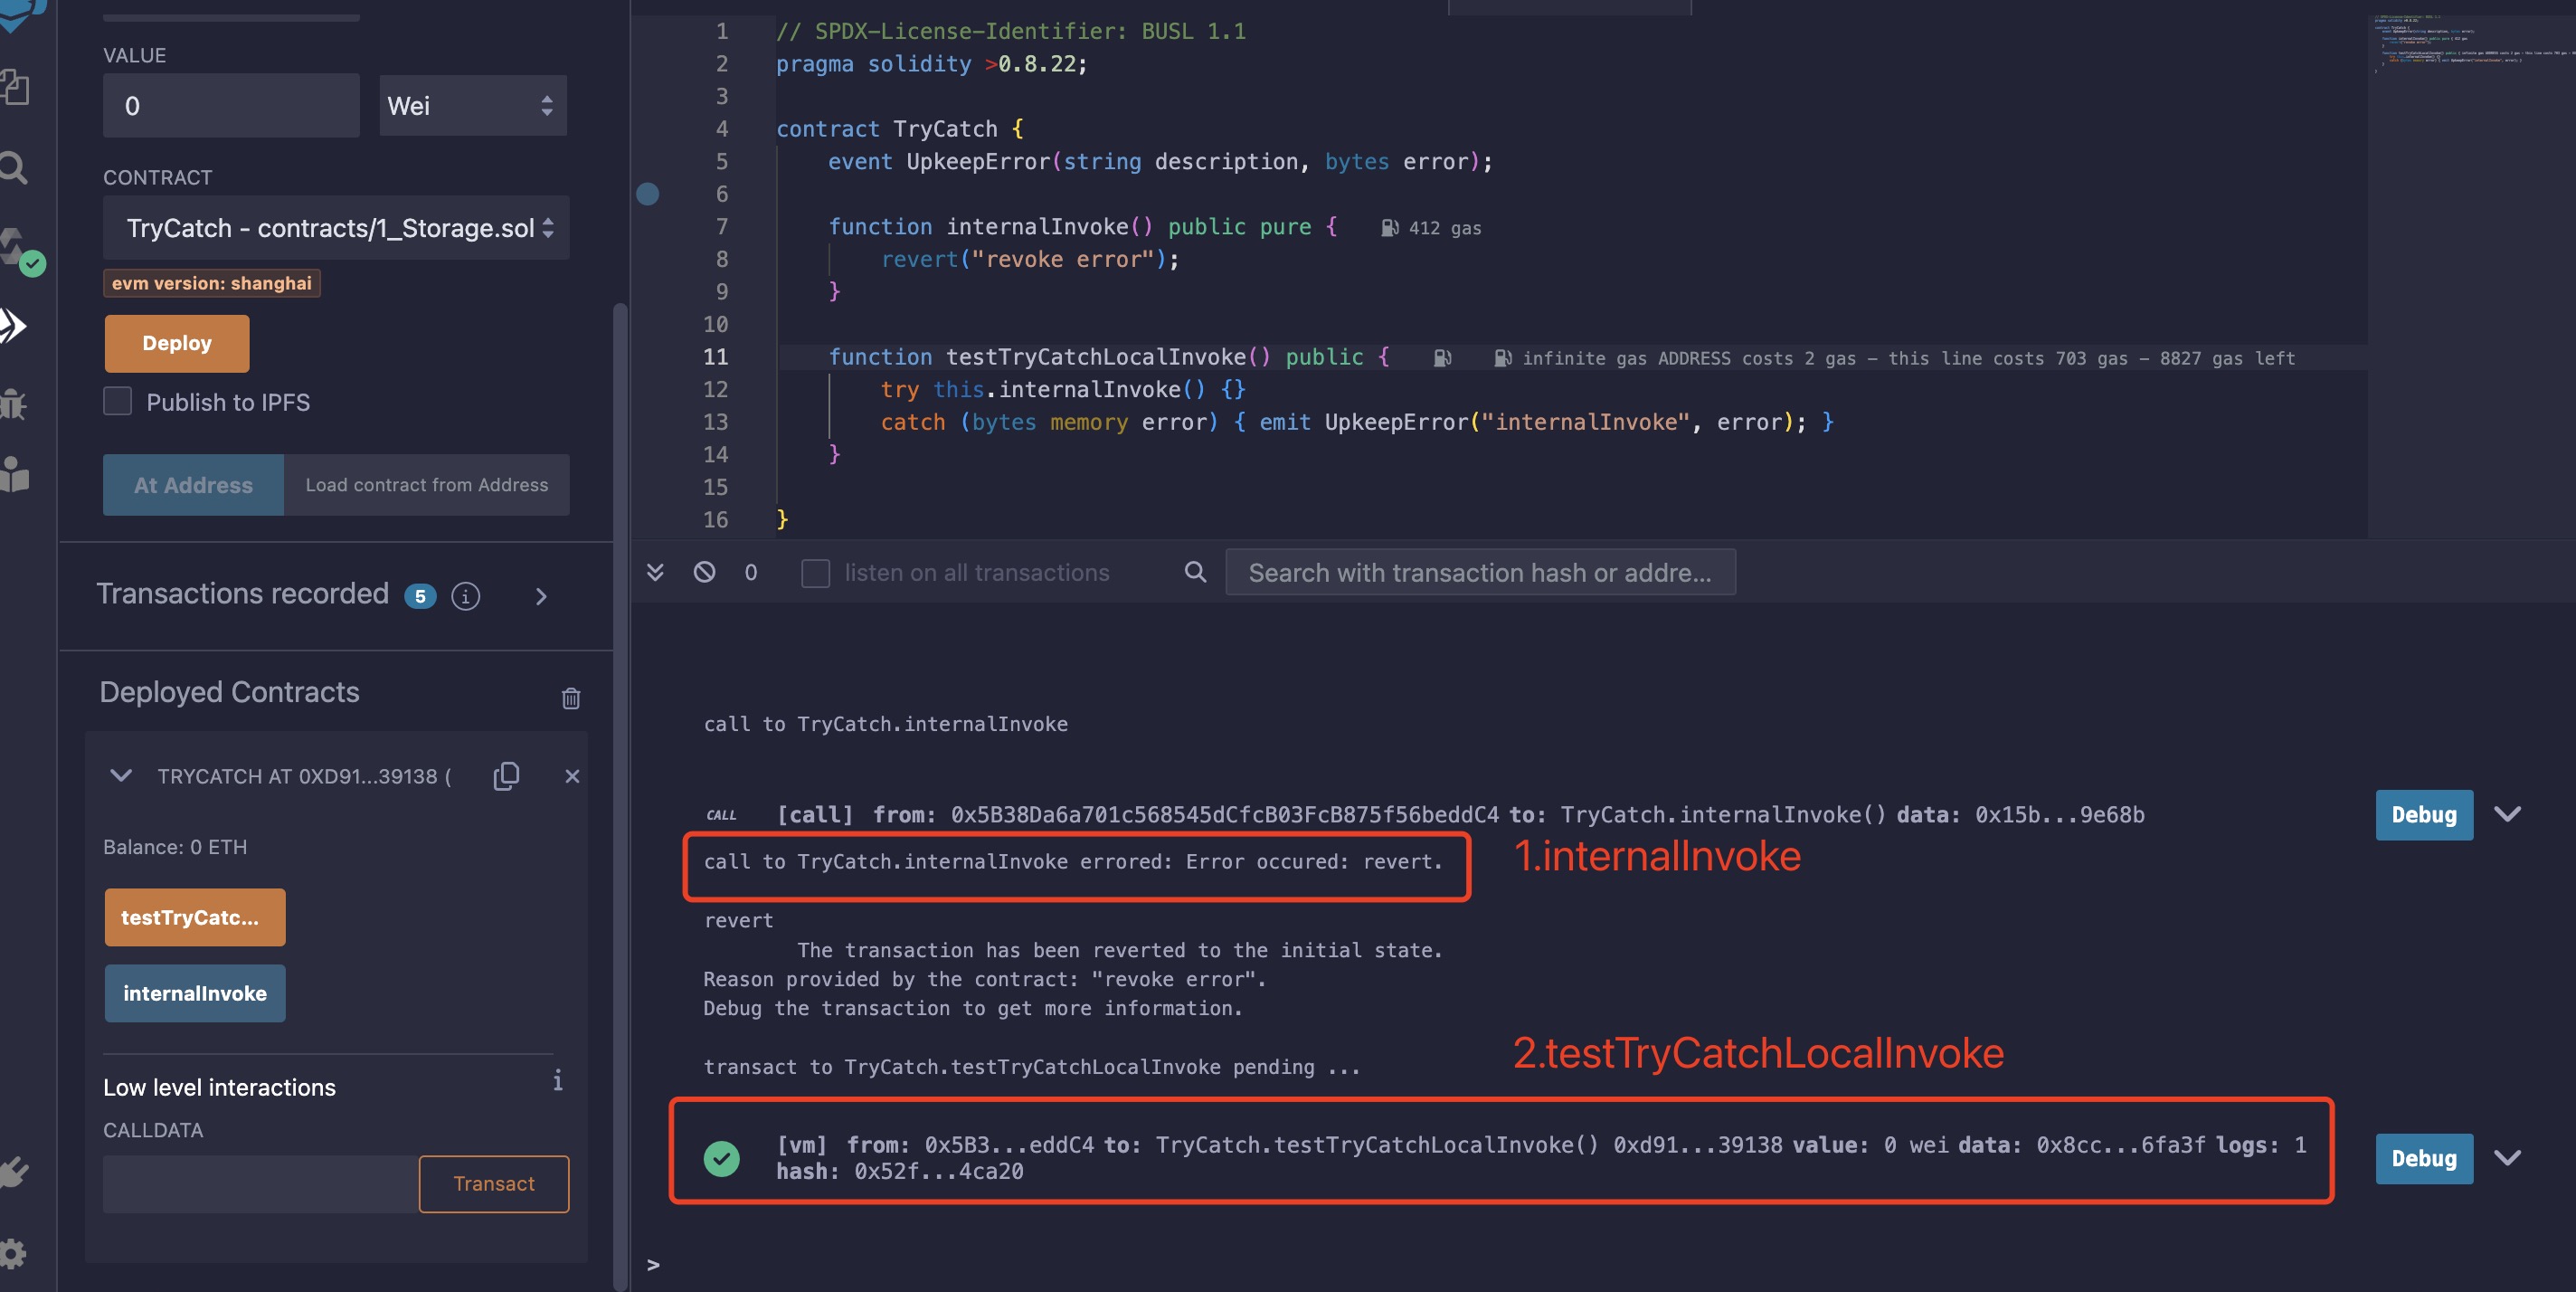 VALUE
0
Wei
CONTRACT
TryCatch - contracts/1_Storage.sol
evm version: shanghai
Deploy
Publish to IPFS
At Address
Load contract from Address
Transactions recorded 5 i
Deployed Contracts
TRYCATCH AT 0XD91...39138 (
Balance: 0 ETH
testTryCatc...
internalInvoke
Low level interactions
i
CALLDATA
Transact
1 // SPDX-License-Identifier: BUSL 1.1
2 pragma solidity >0.8.22;
3
4 contract TryCatch {
5 event UpkeepError(string description, bytes error);
6
7 function internalInvoke() public pure { 412 gas
8 revert("revoke error");
9 }
10
11 function testTryCatchLocalInvoke() public { infinite gas ADDRESS costs 2 gas - this line costs 703 gas - 8827 gas left
12 try this.internalInvoke() {}
13 catch (bytes memory error) { emit UpkeepError("internalInvoke", error); }
14 }
15
16 }
0
listen on all transactions
Search with transaction hash or addre...
call to TryCatch.internalInvoke
CALL [call] from: 0x5B38Da6a701c568545dCfcB03FcB875f56beddC4 to: TryCatch.internalInvoke() data: 0x15b...9e68b
Debug
call to TryCatch.internalInvoke errored: Error occured: revert.
1.internalInvoke
revert
The transaction has been reverted to the initial state.
Reason provided by the contract: "revoke error".
Debug the transaction to get more information.
2.testTryCatchLocalInvoke
transact to TryCatch.testTryCatchLocalInvoke pending ...
[vm] from: 0x5B3...eddC4 to: TryCatch.testTryCatchLocalInvoke() 0xd91...39138 value: 0 wei data: 0x8cc...6fa3f logs: 1
hash: 0x52f...4ca20
Debug
>